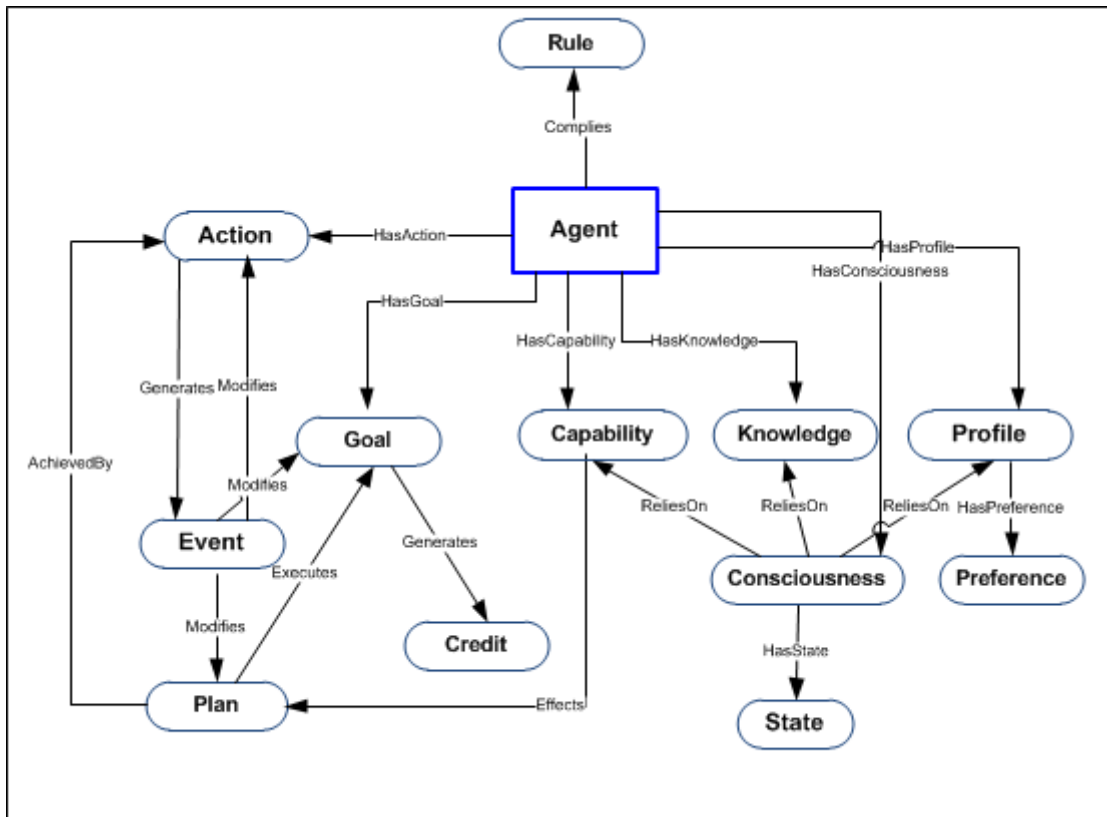 Rule
Complies
Agent
Action
HasAction
HasProfile
HasConsciousness
HasGoal
HasCapability
HasKnowledge
Generates
Modifies
Goal
Capability
Knowledge
Profile
AchievedBy
Modifies
ReliesOn
ReliesOn
ReliesOn
HasPreference
Event
Generates
Executes
Consciousness
Preference
Modifies
Credit
HasState
Plan
Effects
State